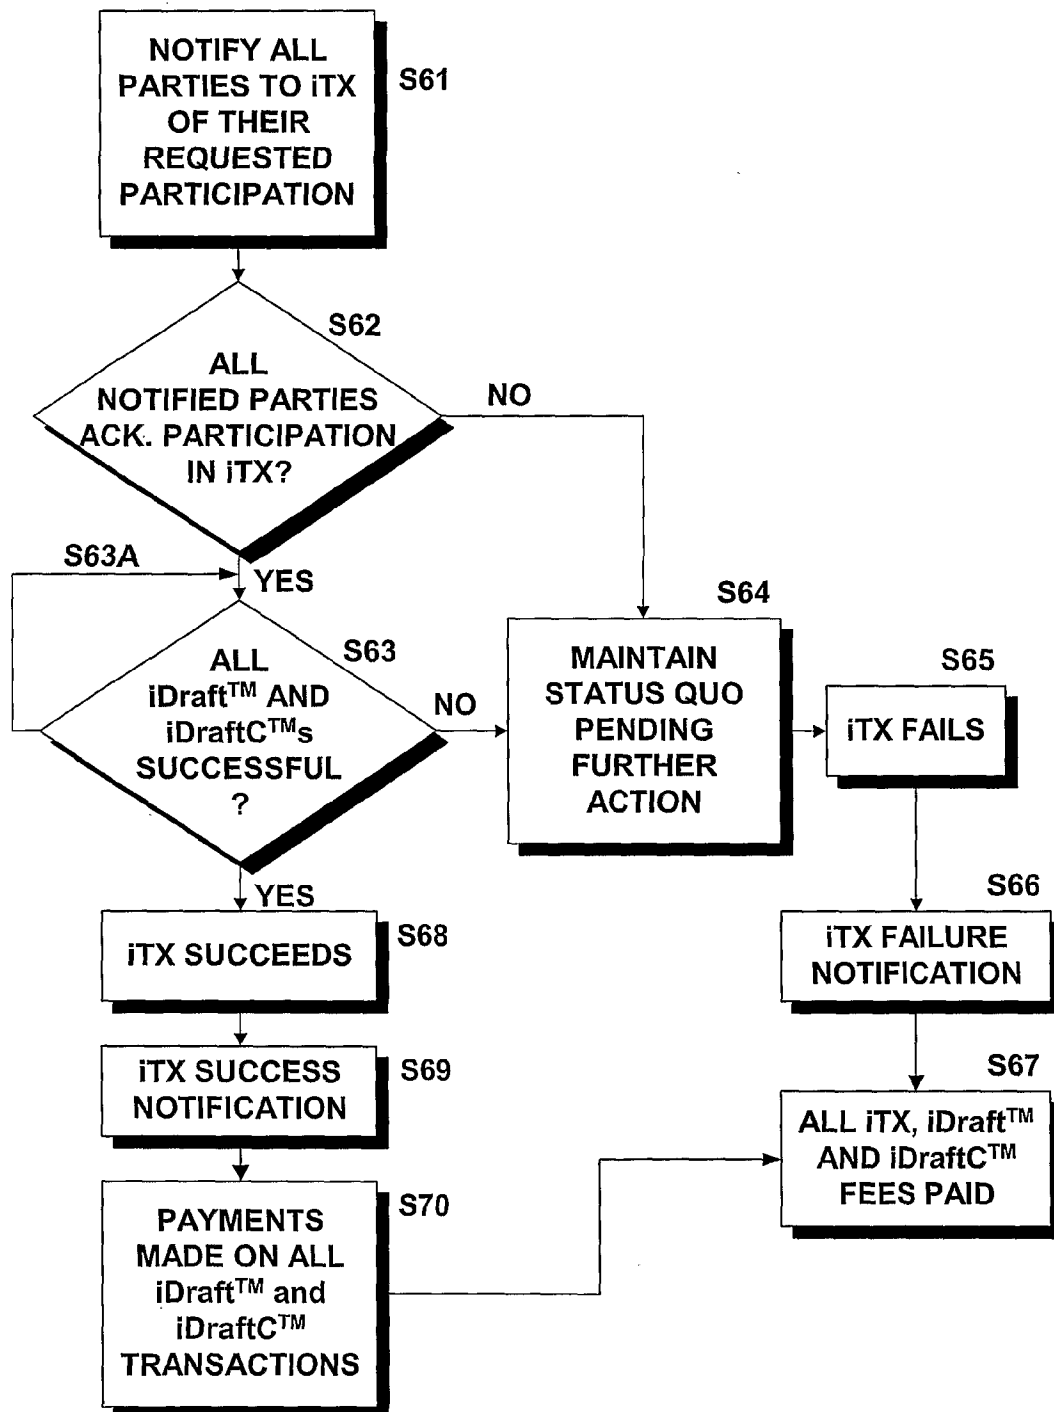 NOTIFY ALL
PARTIES TO iTX
OF THEIR
REQUESTED
PARTICIPATION
S61
S62
ALL
NOTIFIED PARTIES
ACK. PARTICIPATION
IN iTX?
NO
S63A
YES
S63
ALL
iDraft™ AND
iDraftC™s
SUCCESSFUL
?
NO
S64
MAINTAIN
STATUS QUO
PENDING
FURTHER
ACTION
S65
iTX FAILS
YES
S66
iTX FAILURE
NOTIFICATION
iTX SUCCEEDS
S68
iTX SUCCESS
NOTIFICATION
S69
S67
ALL iTX, iDraft™
AND iDraftC™
FEES PAID
PAYMENTS
MADE ON ALL
iDraft™ and
iDraftC™
TRANSACTIONS
S70